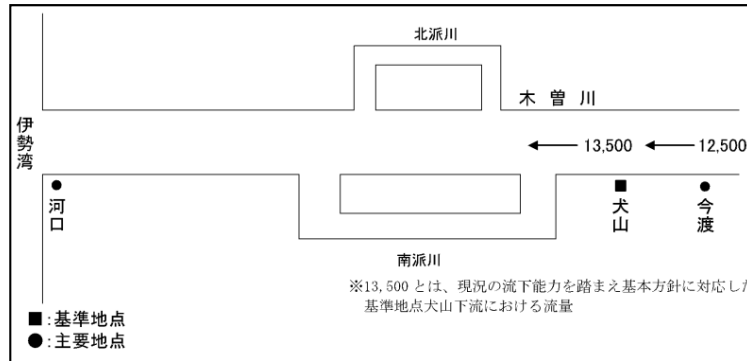 北派川
木曽川
伊勢湾
← 13,500 ← 12,500
河口
犬山
今渡
南派川
※13,500 とは、現況の流下能力を踏まえ基本方針に対応した
基準地点犬山下流における流量
■:基準地点
●:主要地点